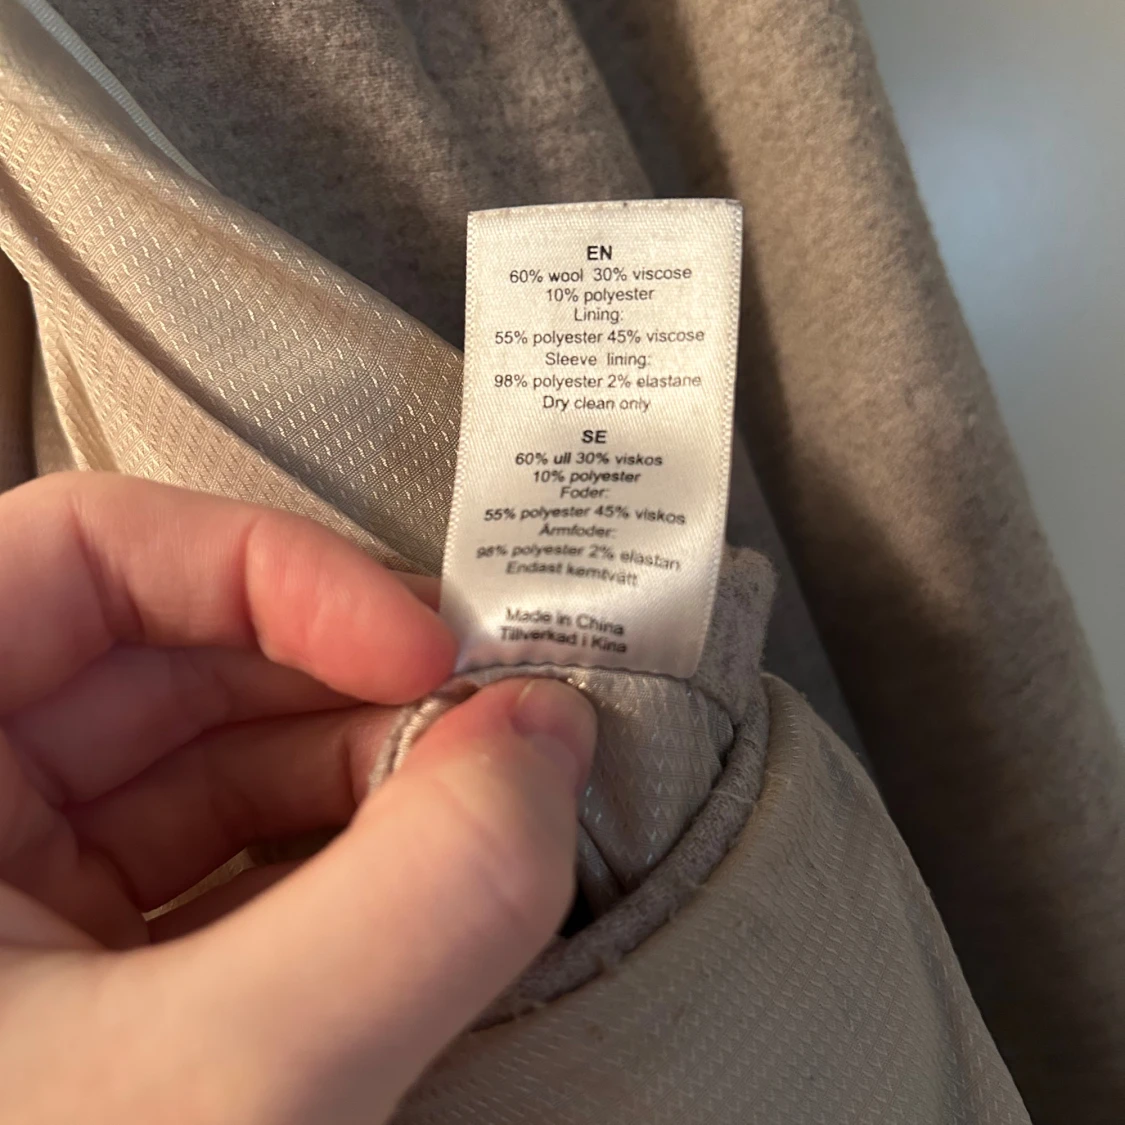 EN
60% wool 30% viscose
10% polyester
Lining:
55% polyester 45% viscose
Sleeve lining:
98% polyester 2% elastane
Dry clean only
SE
60% ull 30% viskos
10% polyester
Foder:
55% polyester 45% viskos
Ärmfoder:
98% polyester 2% elastan
Endast kemtvätt
Made in China
Tillverkad i Kina